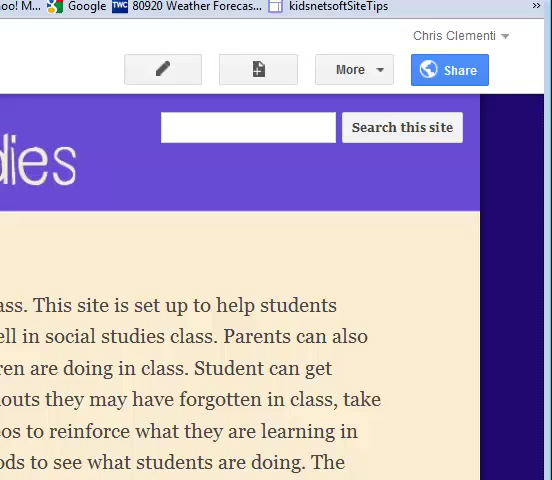 Google TWC 80920 Weather Forecas... kidsnetsoftSiteTips »
Chris Clementi
More Share
dies Search this site
ass. This site is set up to help students
ell in social studies class. Parents can also
ren are doing in class. Student can get
outs they may have forgotten in class, take
eos to reinforce what they are learning in
ods to see what students are doing. The